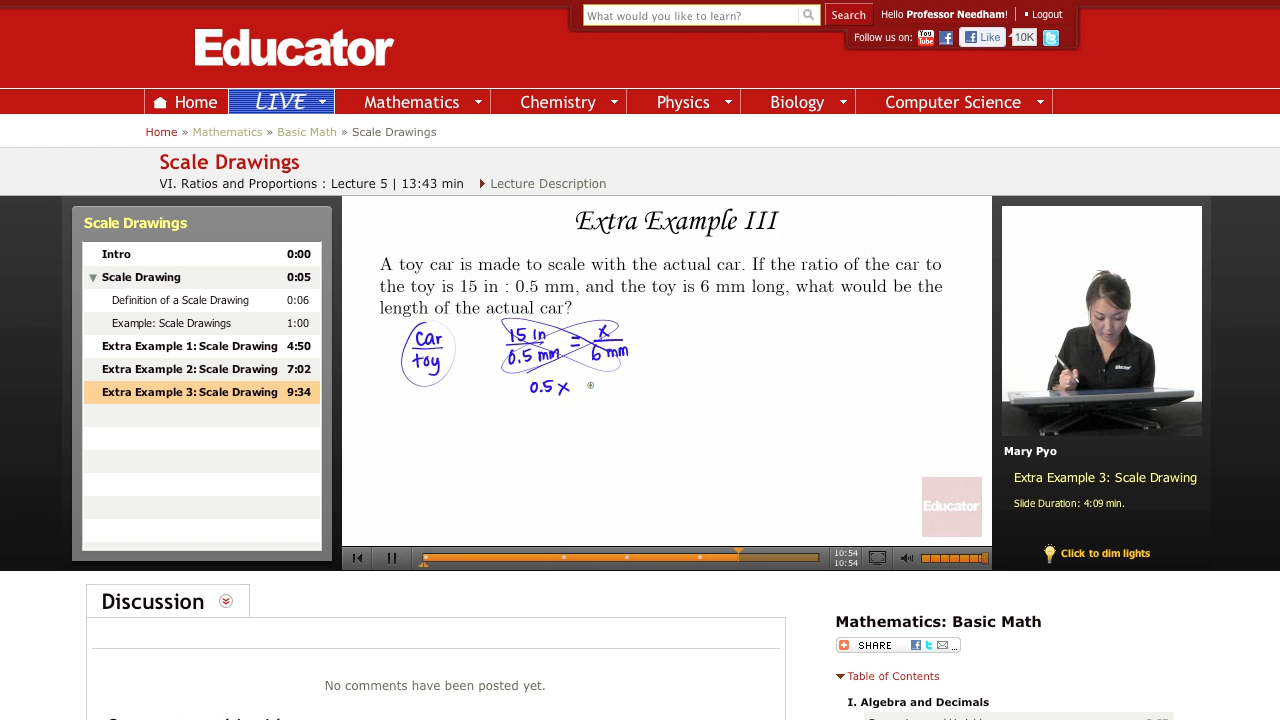 What would you like to learn?
Search
Hello Professor Needham!
Logout
Educator
Follow us on:
You Tube
Like
10K
Home
LIVE
Mathematics
Chemistry
Physics
Biology
Computer Science
Home » Mathematics » Basic Math » Scale Drawings
Scale Drawings
VI. Ratios and Proportions : Lecture 5 | 13:43 min
Lecture Description
Scale Drawings
Intro 0:00
Scale Drawing 0:05
Definition of a Scale Drawing 0:06
Example: Scale Drawings 1:00
Extra Example 1: Scale Drawing 4:50
Extra Example 2: Scale Drawing 7:02
Extra Example 3: Scale Drawing 9:34
Extra Example III
A toy car is made to scale with the actual car. If the ratio of the car to
the toy is 15 in : 0.5 mm, and the toy is 6 mm long, what would be the
length of the actual car?
car
toy
15 in = x
0.5 mm 6 mm
0.5x
Educator
10:54
10:54
Educator
Mary Pyo
Extra Example 3: Scale Drawing
Slide Duration: 4:09 min.
Click to dim lights
Discussion
No comments have been posted yet.
Mathematics: Basic Math
SHARE
Table of Contents
I. Algebra and Decimals